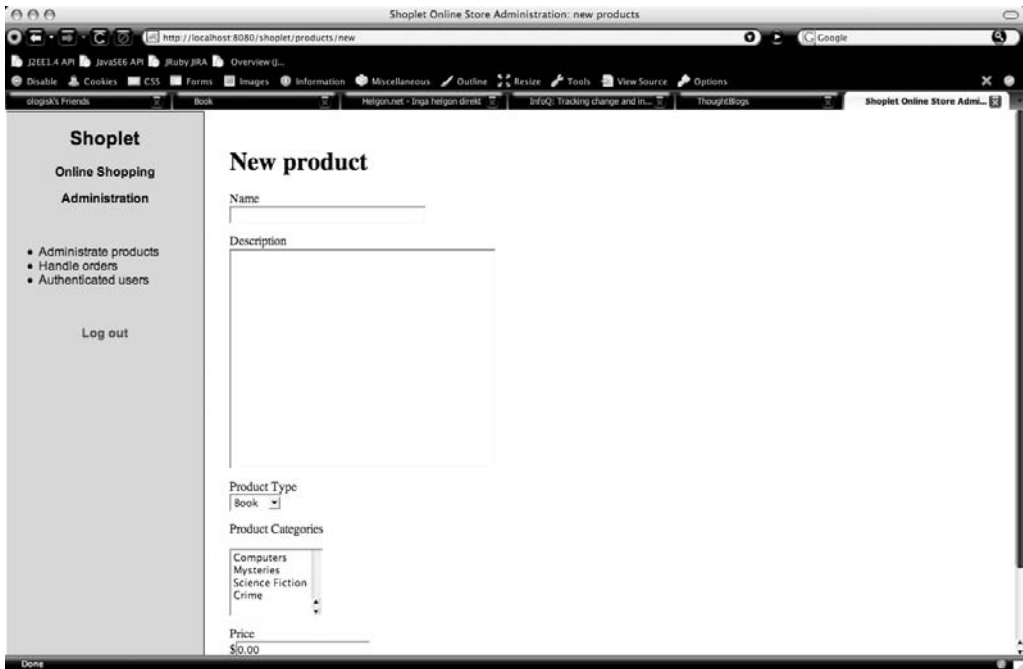 Shoplet Online Store Administration: new products
http://localhost:8080/shoplet/products/new
Google
J2EE1.4 API JavaSE6 API JRuby JIRA Overview (J...
Disable Cookies CSS Forms Images Information Miscellaneous Outline Resize Tools View Source Options
ologisk's Friends Book Helgon.net - Inga helgon direkt InfoQ: Tracking change and in... ThoughtBlogs Shoplet Online Store Admi...
Shoplet
Online Shopping
Administration
Administrate products
Handle orders
Authenticated users
Log out
New product
Name
Description
Product Type
Book
Product Categories
Computers
Mysteries
Science Fiction
Crime
Price
$0.00
Done